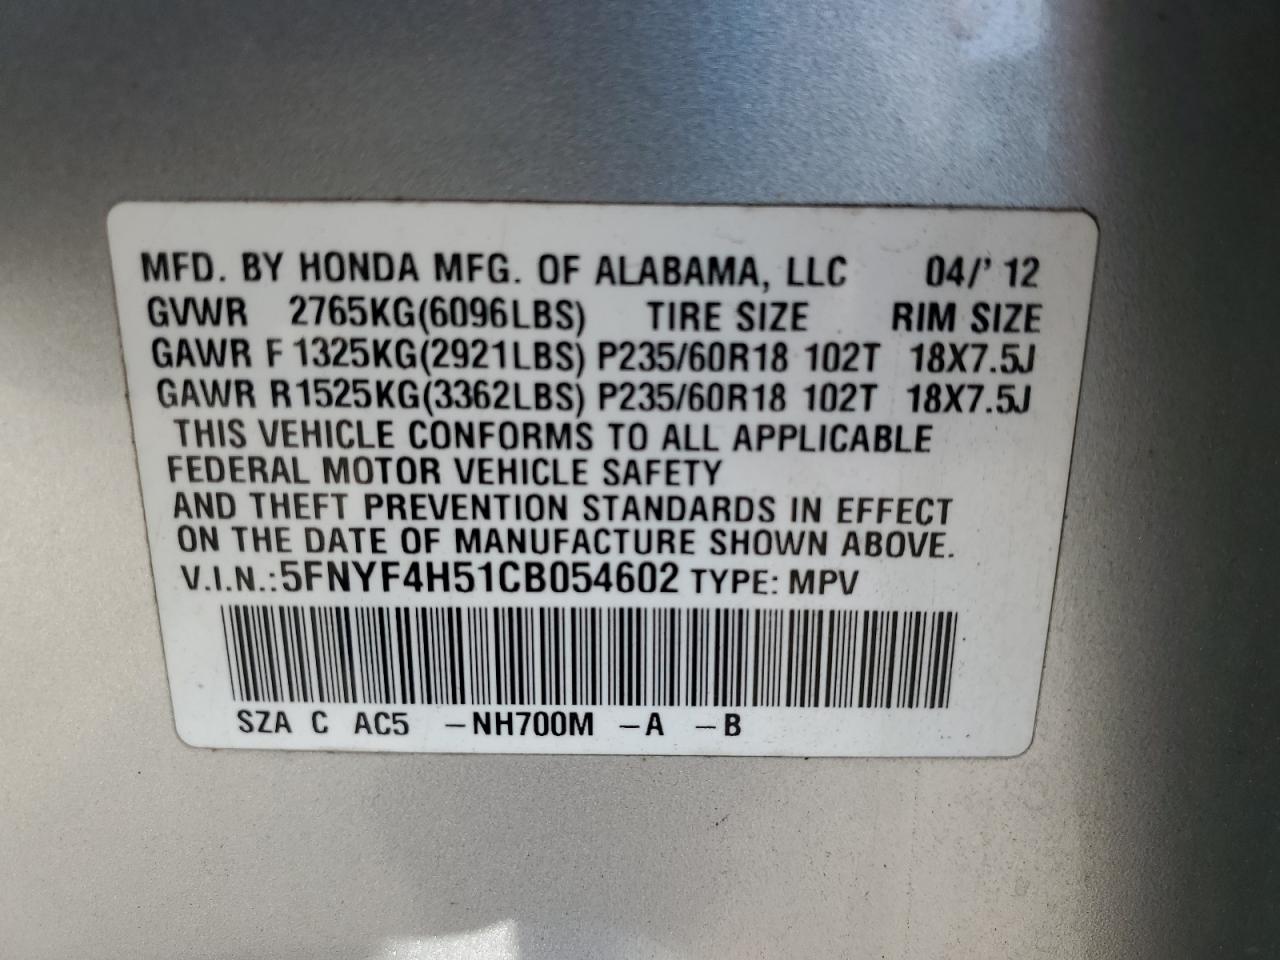 MFD. BY HONDA MFG. OF ALABAMA, LLC 04/' 12
GVWR 2765KG(6096LBS) TIRE SIZE RIM SIZE
GAWR F 1325KG(2921LBS) P235/60R18 102T 18X7.5J
GAWR R1525KG(3362LBS) P235/60R18 102T 18X7.5J
THIS VEHICLE CONFORMS TO ALL APPLICABLE
FEDERAL MOTOR VEHICLE SAFETY
AND THEFT PREVENTION STANDARDS IN EFFECT
ON THE DATE OF MANUFACTURE SHOWN ABOVE.
V.I.N.:5FNYF4H51CB054602 TYPE: MPV
SZA C AC5 -NH700M -A -B